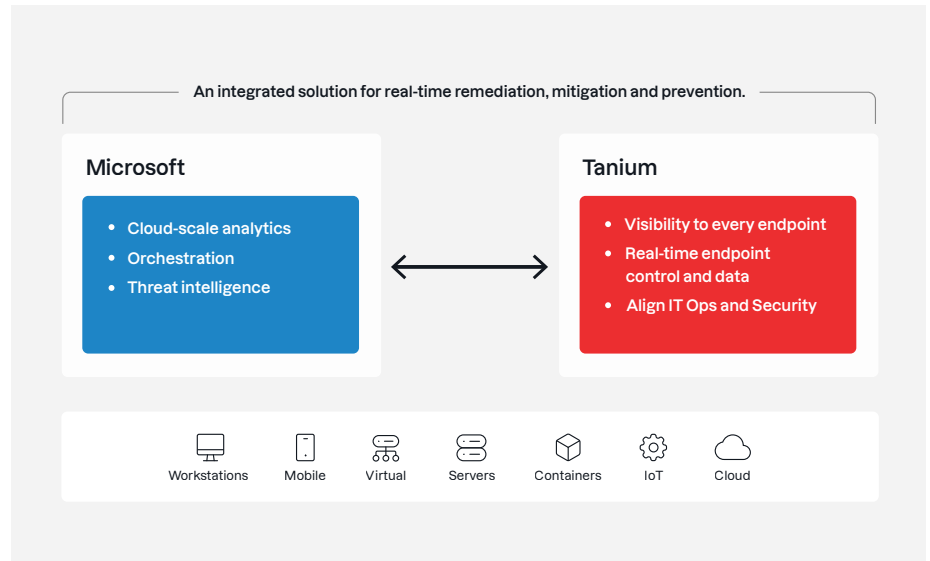 An integrated solution for real-time remediation, mitigation and prevention.
Microsoft
• Cloud-scale analytics
• Orchestration
• Threat intelligence
Tanium
• Visibility to every endpoint
• Real-time endpoint
control and data
• Align IT Ops and Security
Workstations
Mobile
Virtual
Servers
Containers
IoT
Cloud